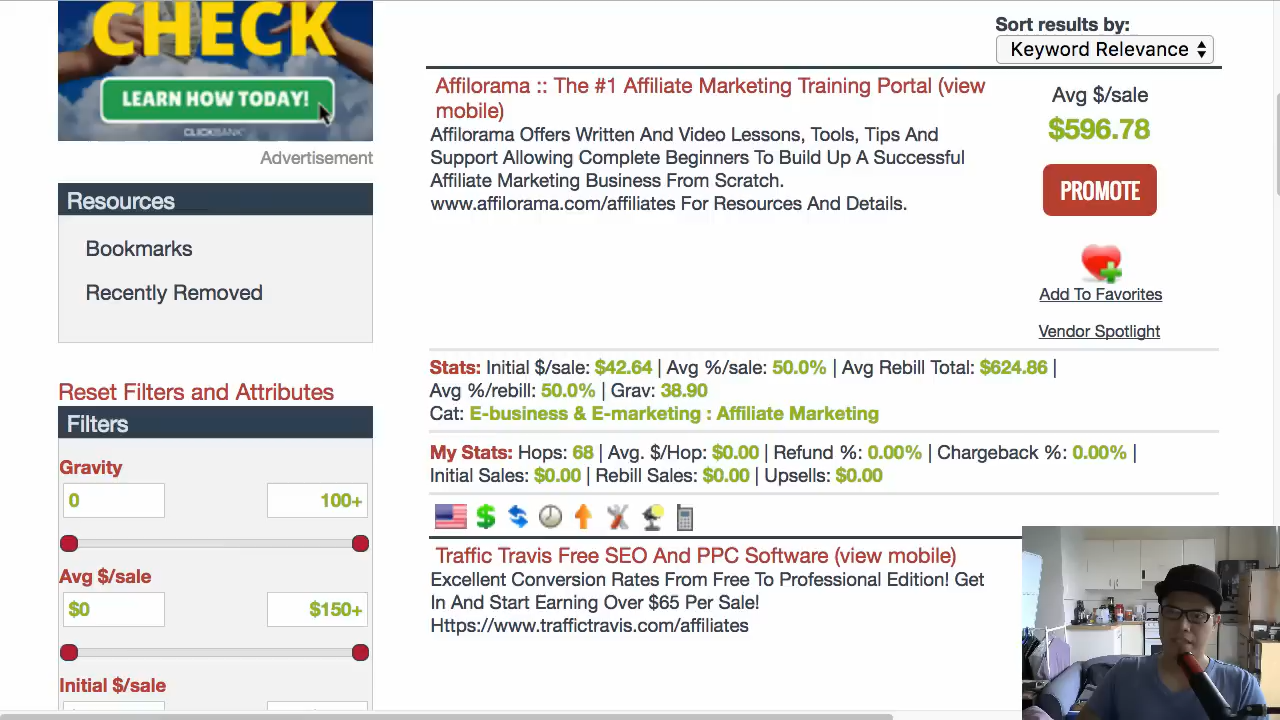 CHECK
LEARN HOW TODAY!
CLICKBANK
Advertisement
Resources
Bookmarks
Recently Removed
Reset Filters and Attributes
Filters
Gravity
0 100+
Avg $/sale
$0 $150+
Initial $/sale
Sort results by:
Keyword Relevance
Affilorama :: The #1 Affiliate Marketing Training Portal (view
mobile)
Affilorama Offers Written And Video Lessons, Tools, Tips And
Support Allowing Complete Beginners To Build Up A Successful
Affiliate Marketing Business From Scratch.
www.affilorama.com/affiliates For Resources And Details.
Avg $/sale
$596.78
PROMOTE
Add To Favorites
Vendor Spotlight
Stats: Initial $/sale: $42.64 | Avg %/sale: 50.0% | Avg Rebill Total: $624.86 |
Avg %/rebill: 50.0% | Grav: 38.90
Cat: E-business & E-marketing : Affiliate Marketing
My Stats: Hops: 68 | Avg. $/Hop: $0.00 | Refund %: 0.00% | Chargeback %: 0.00% |
Initial Sales: $0.00 | Rebill Sales: $0.00 | Upsells: $0.00
Traffic Travis Free SEO And PPC Software (view mobile)
Excellent Conversion Rates From Free To Professional Edition! Get
In And Start Earning Over $65 Per Sale!
Https://www.traffictravis.com/affiliates